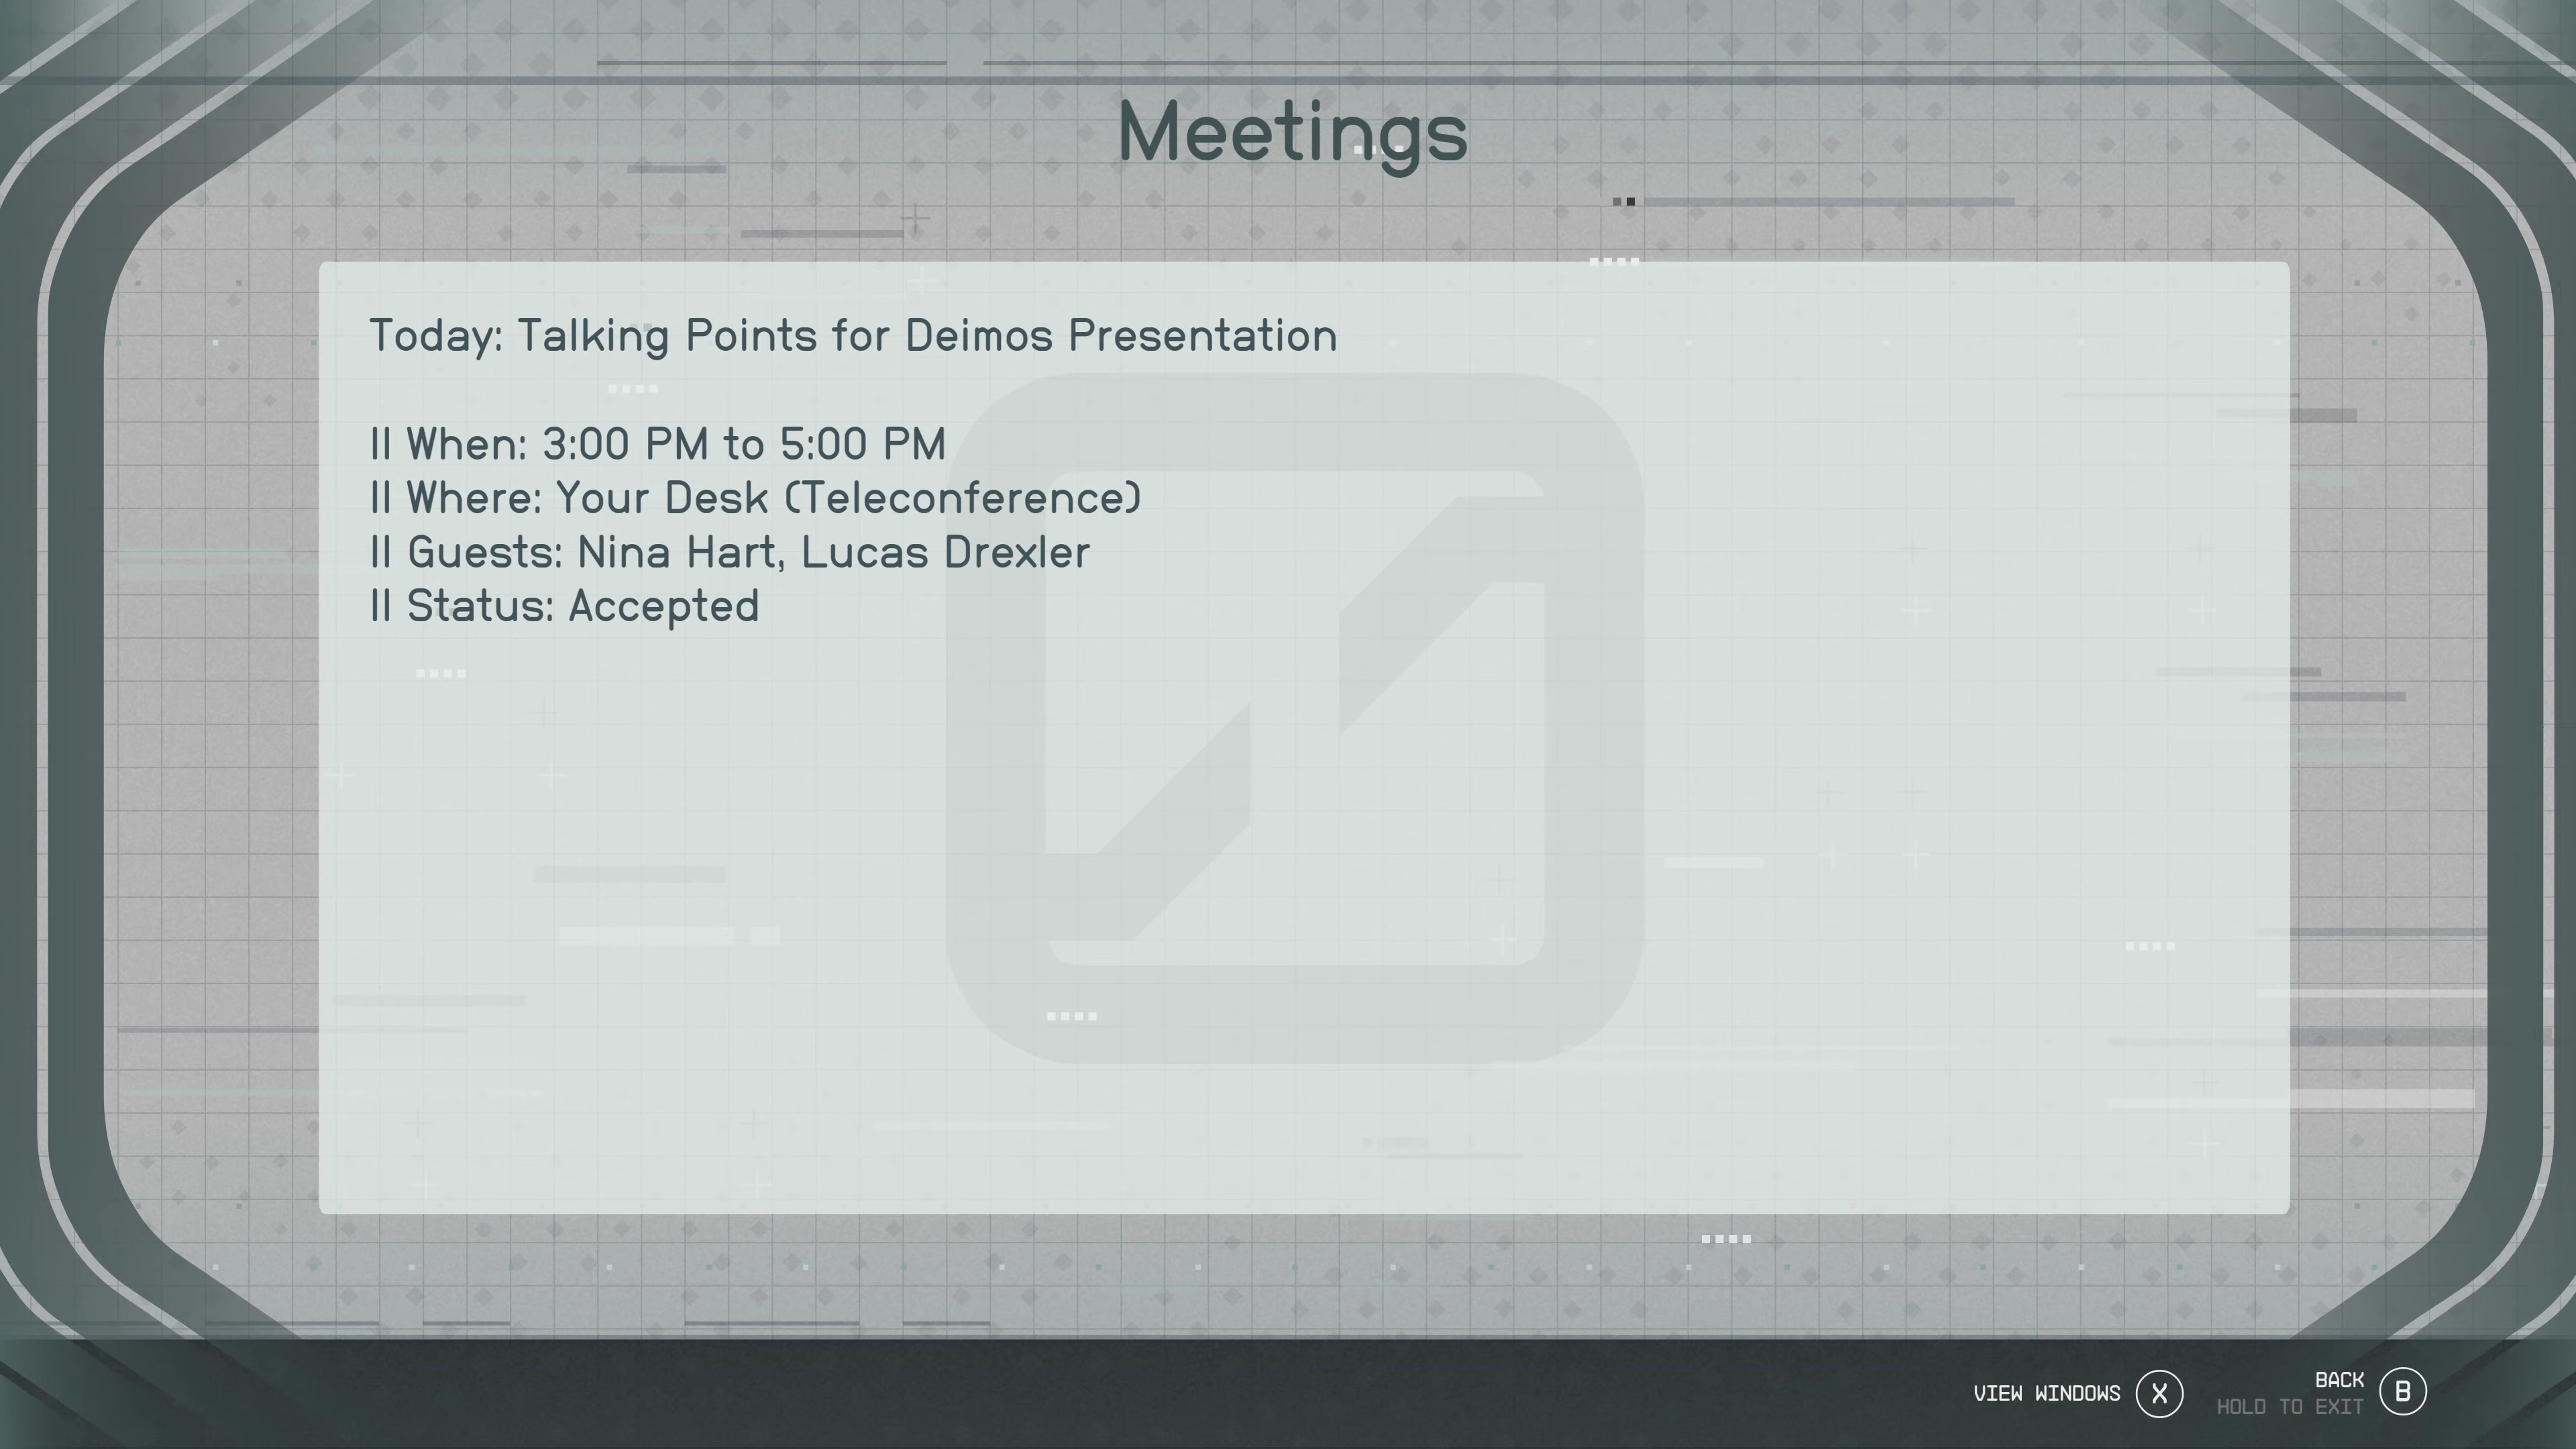 Meetings
Today: Talking Points for Deimos Presentation
|| When: 3:00 PM to 5:00 PM
|| Where: Your Desk (Teleconference)
|| Guests: Nina Hart, Lucas Drexler
|| Status: Accepted
VIEW WINDOWS X
BACK B
HOLD TO EXIT